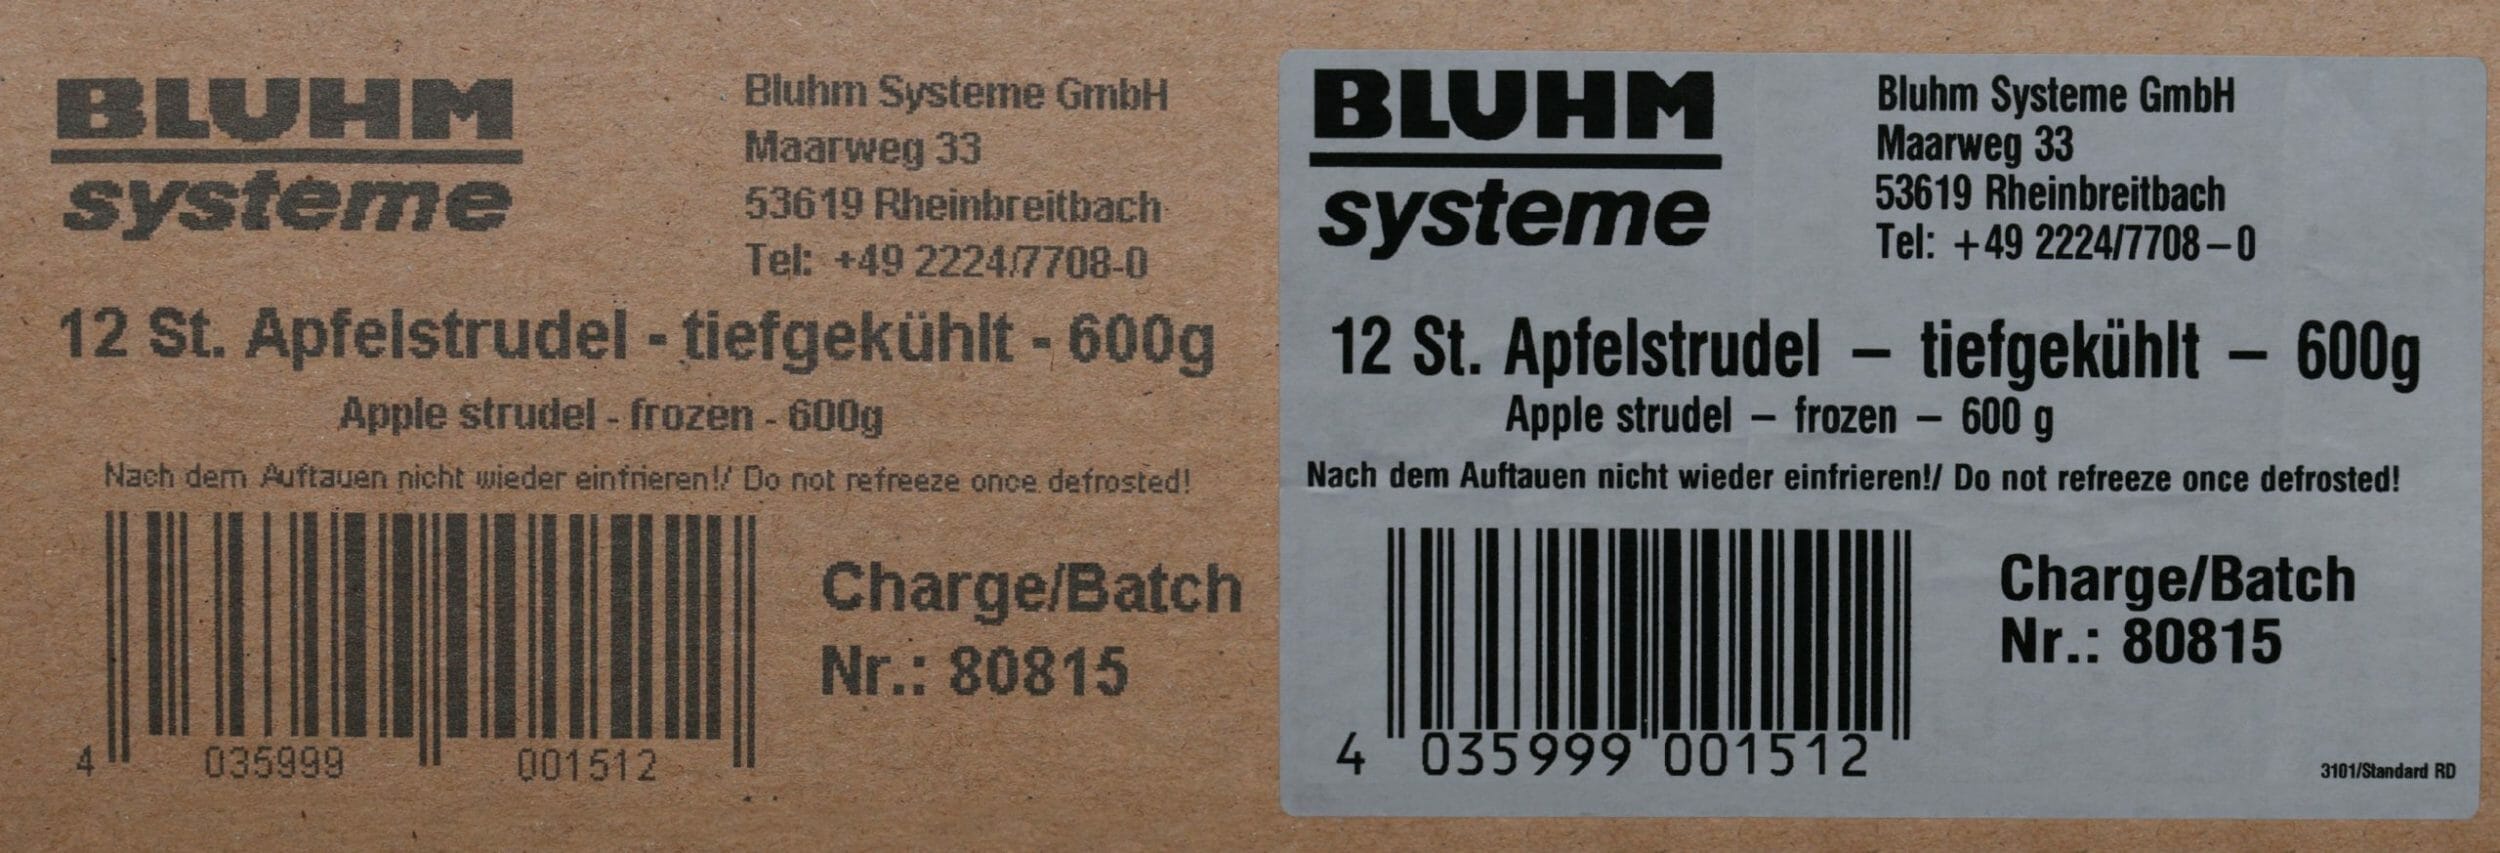 BLUHM
systeme
Bluhm Systeme GmbH
Maarweg 33
53619 Rheinbreitbach
Tel: +49 2224/7708-0
12 St. Apfelstrudel - tiefgekühlt - 600g
Apple strudel - frozen - 600g
Nach dem Auftauen nicht wieder einfrieren!/ Do not refreeze once defrosted!
4 035999 001512
Charge/Batch
Nr.: 80815
BLUHM
systeme
Bluhm Systeme GmbH
Maarweg 33
53619 Rheinbreitbach
Tel: +49 2224/7708–0
12 St. Apfelstrudel – tiefgekühlt – 600g
Apple strudel – frozen – 600 g
Nach dem Auftauen nicht wieder einfrieren!/ Do not refreeze once defrosted!
4 035999 001512
Charge/Batch
Nr.: 80815
3101/Standard RD